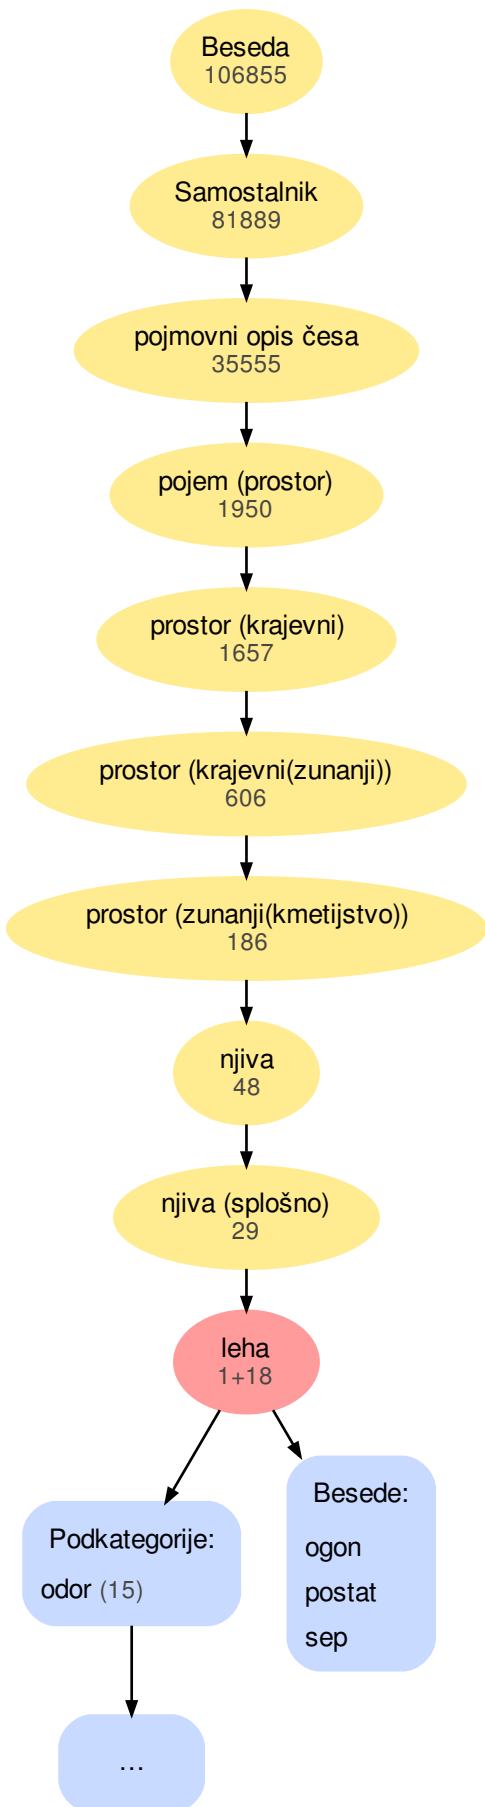 Beseda
106855
Samostalnik
81889
pojmovni opis česa
35555
pojem (prostor)
1950
prostor (krajevni)
1657
prostor (krajevni(zunanji))
606
prostor (zunanji(kmetijstvo))
186
njiva
48
njiva (splošno)
29
leha
1+18
Podkategorije:
odor (15)
...
Besede:
ogon
postat
sep